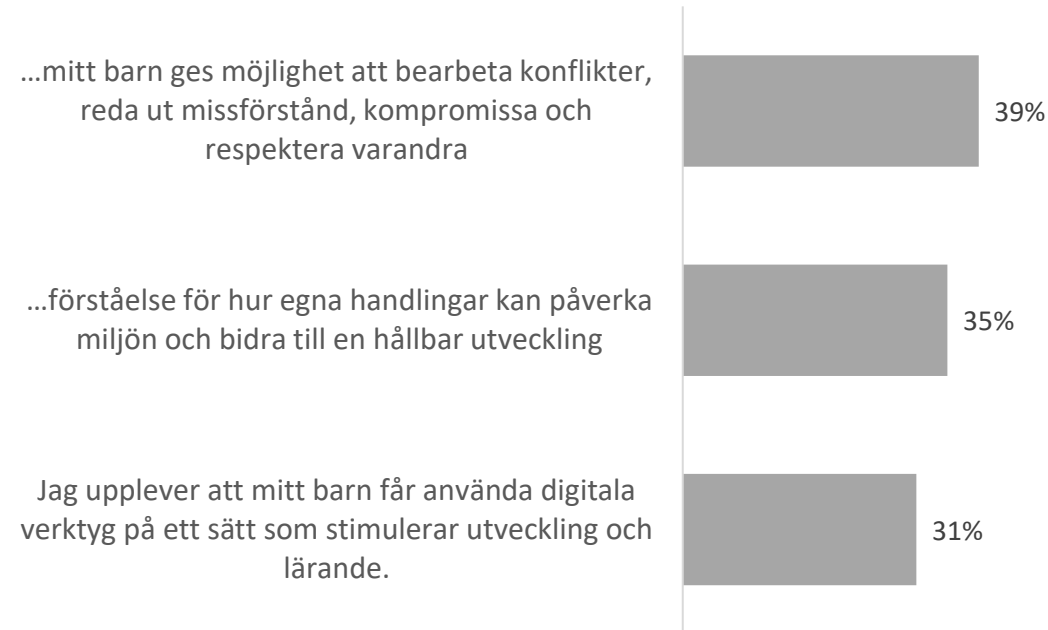 ...mitt barn ges möjlighet att bearbeta konflikter,
reda ut missförstånd, kompromissa och
respektera varandra
39%
...förståelse för hur egna handlingar kan påverka
miljön och bidra till en hållbar utveckling
35%
Jag upplever att mitt barn får använda digitala
verktyg på ett sätt som stimulerar utveckling och
lärande.
31%